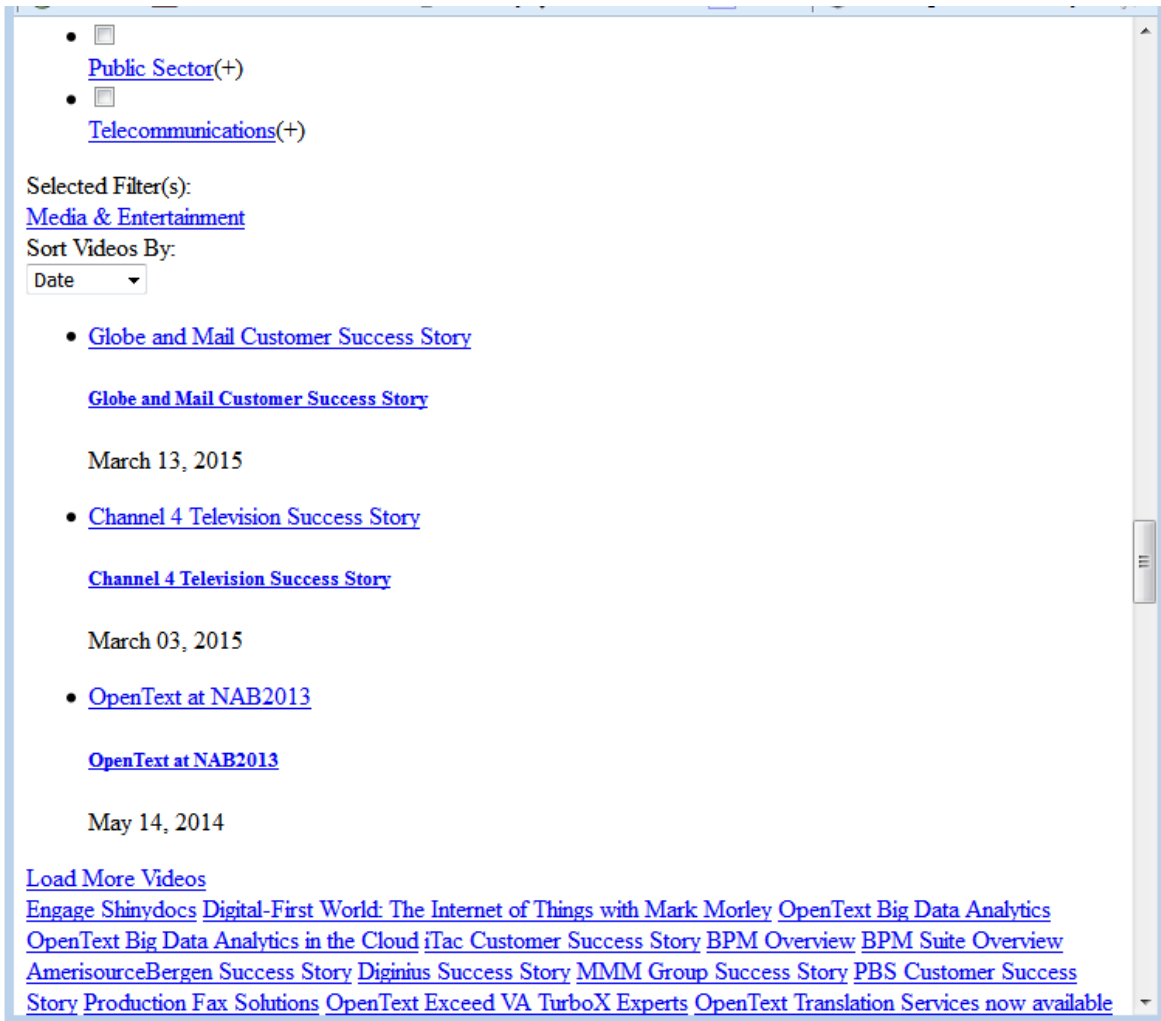 Public Sector(+)
Telecommunications(+)
Selected Filter(s):
Media & Entertainment
Sort Videos By:
Date
Globe and Mail Customer Success Story
Globe and Mail Customer Success Story
March 13, 2015
Channel 4 Television Success Story
Channel 4 Television Success Story
March 03, 2015
OpenText at NAB2013
OpenText at NAB2013
May 14, 2014
Load More Videos
Engage Shinydocs Digital-First World: The Internet of Things with Mark Morley OpenText Big Data Analytics
OpenText Big Data Analytics in the Cloud iTac Customer Success Story BPM Overview BPM Suite Overview
AmerisourceBergen Success Story Diginius Success Story MMM Group Success Story PBS Customer Success
Story Production Fax Solutions OpenText Exceed VA TurboX Experts OpenText Translation Services now available